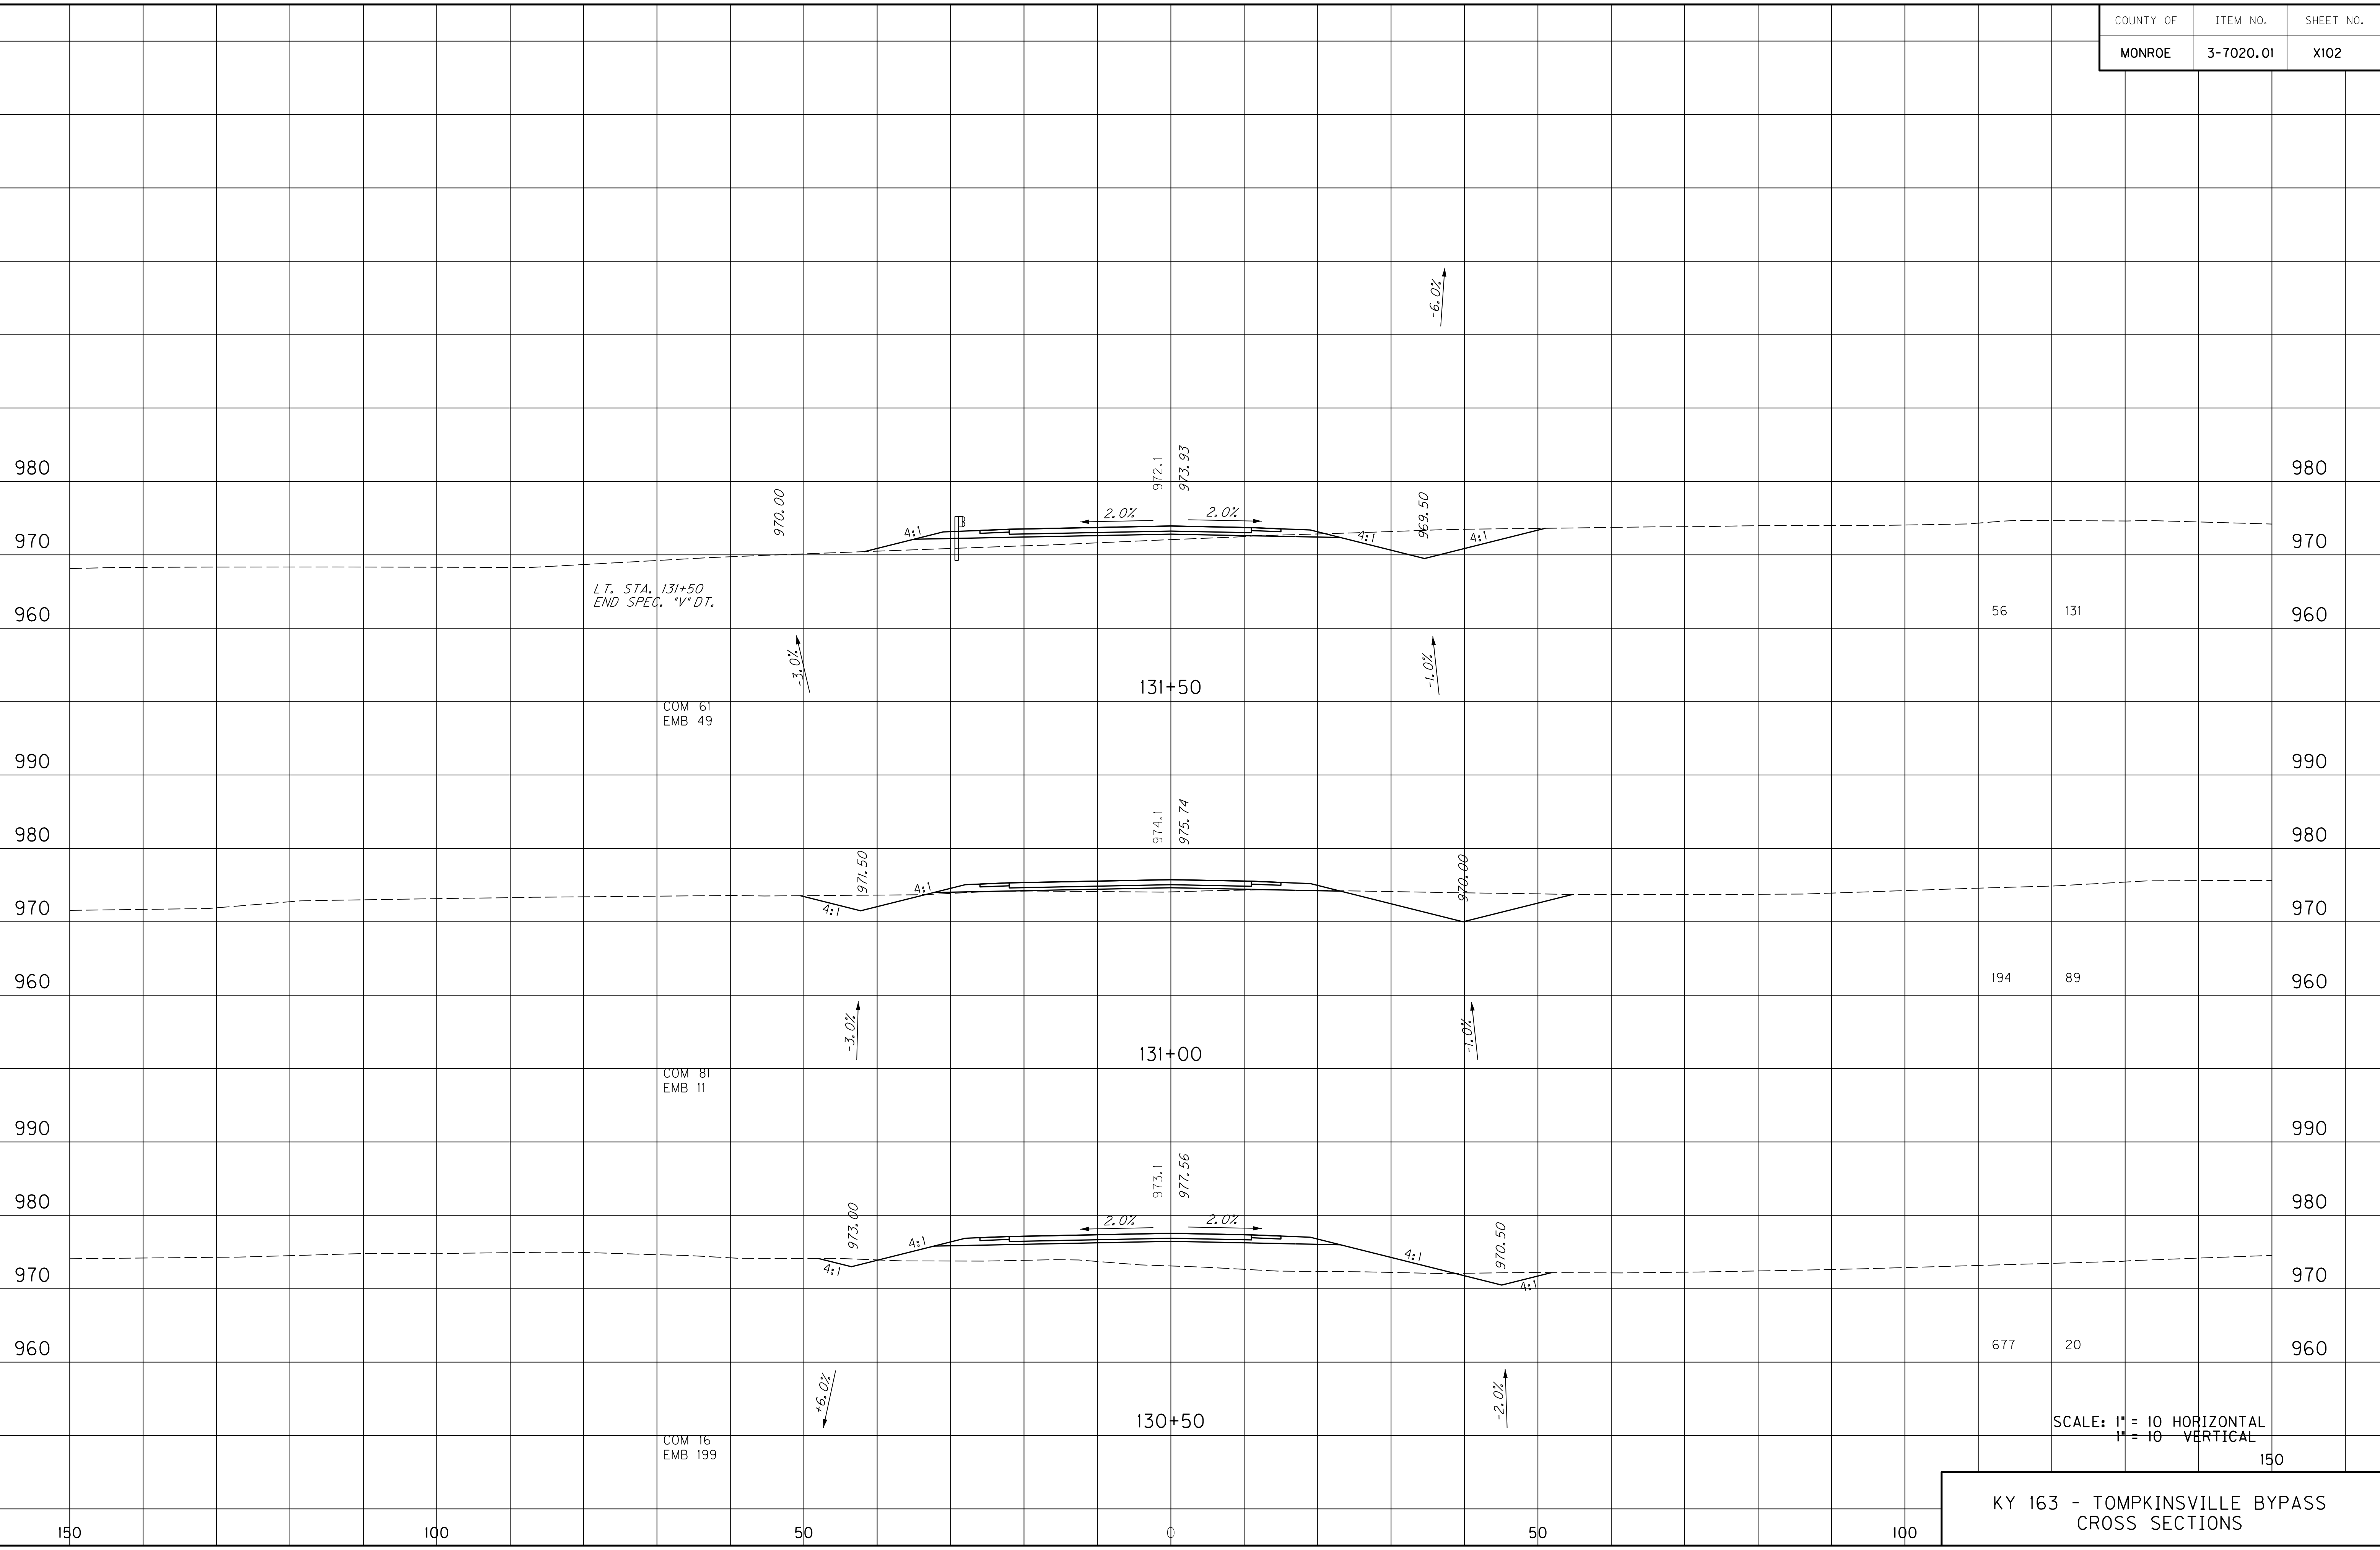 COUNTY OF ITEM NO. SHEET NO.
MONROE 3-7020.01 X102
-6.0%
980 972.1 973.93 980
970.00 2.0% 2.0% 969.50
4:1 4:1 4:1
970 970
LT. STA. 131+50
END SPEC. "V" DT.
960 56 131 960
-3.0% -1.0%
131+50
COM 61
EMB 49
990 990
980 974.1 975.74 980
971.50 970.00
4:1
4:1
970 970
960 194 89 960
-3.0% -1.0%
131+00
COM 81
EMB 11
990 990
980 973.1 977.56 980
973.00 2.0% 2.0% 970.50
4:1 4:1
4:1 4:1
970 970
960 677 20 960
+6.0% -2.0%
130+50
SCALE: 1" = 10 HORIZONTAL
1" = 10 VERTICAL
COM 16
EMB 199
150
KY 163 - TOMPKINSVILLE BYPASS
CROSS SECTIONS
150 100 50 0 50 100